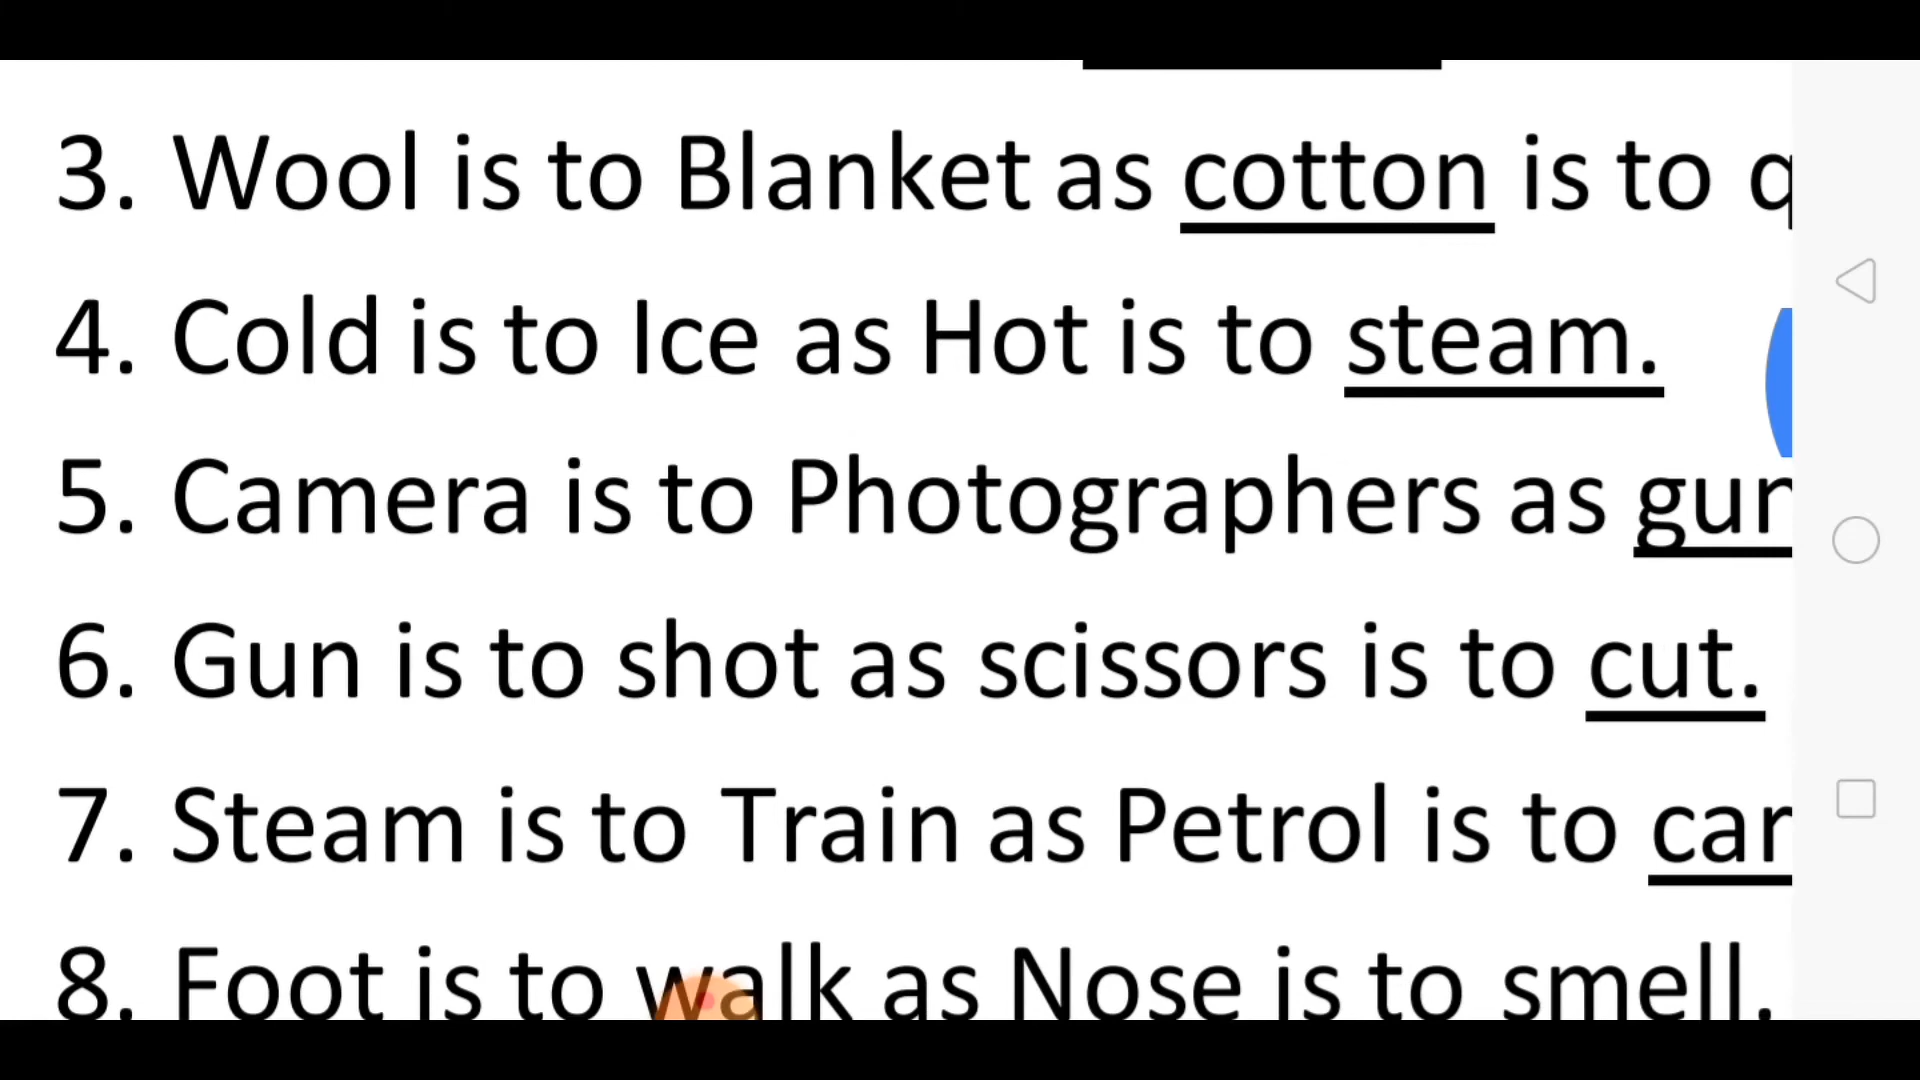 3. Wool is to Blanket as cotton is to
4. Cold is to Ice as Hot is to steam.
5. Camera is to Photographers as
6. Gun is to shot as scissors is to cut.
7. Steam is to Train as Petrol is to car
8. Foot is to walk as Nose is to smell.